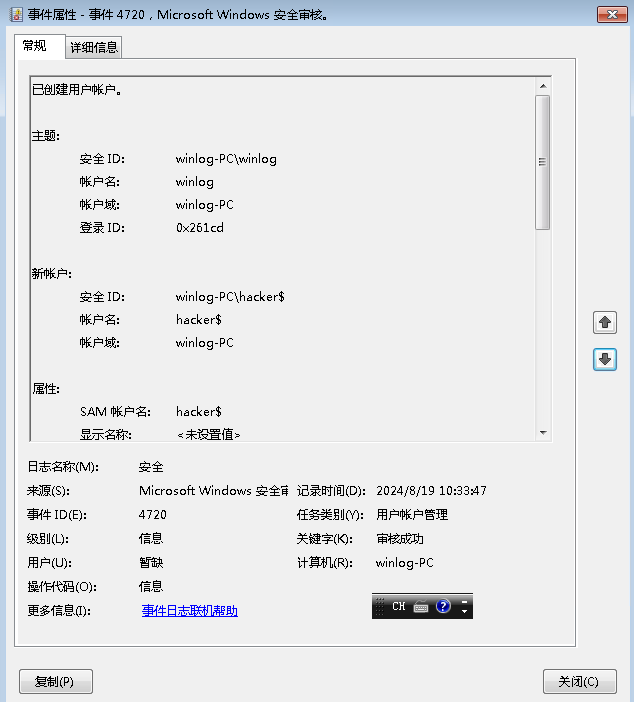 事件属性 - 事件 4720，Microsoft Windows 安全审核。
常规 详细信息
已创建用户帐户。
主题:
安全 ID: winlog-PC\winlog
帐户名: winlog
帐户域: winlog-PC
登录 ID: 0x261cd
新帐户:
安全 ID: winlog-PC\hacker$
帐户名: hacker$
帐户域: winlog-PC
属性:
SAM 帐户名: hacker$
显示名称: <未设置值>
日志名称(M): 安全
来源(S): Microsoft Windows 安全审 记录时间(D): 2024/8/19 10:33:47
事件 ID(E): 4720 任务类别(Y): 用户帐户管理
级别(L): 信息 关键字(K): 审核成功
用户(U): 暂缺 计算机(R): winlog-PC
操作代码(O): 信息
更多信息(I): 事件日志联机帮助
CH
复制(P) 关闭(C)